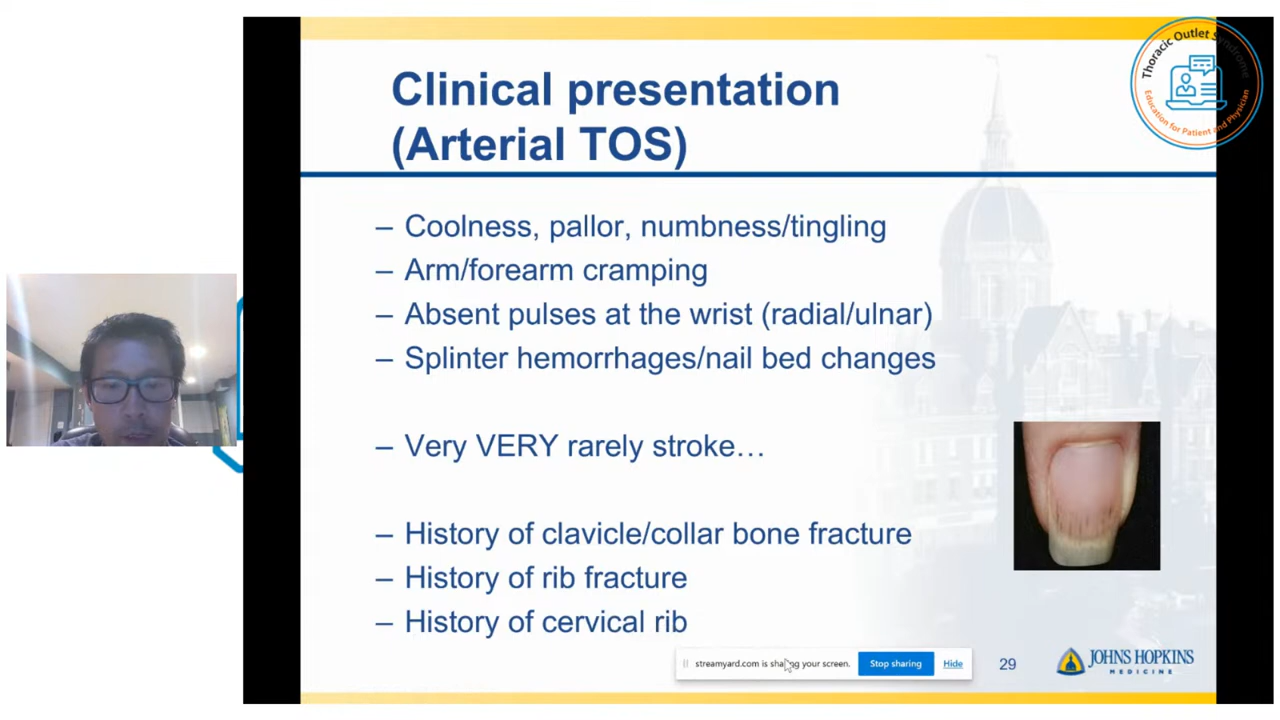 Clinical presentation
(Arterial TOS)
Thoracic Outlet Syndrome
Education for Patient and Physician
– Coolness, pallor, numbness/tingling
– Arm/forearm cramping
– Absent pulses at the wrist (radial/ulnar)
– Splinter hemorrhages/nail bed changes
– Very VERY rarely stroke…
– History of clavicle/collar bone fracture
– History of rib fracture
– History of cervical rib
streamyard.com is sharing your screen.
Stop sharing
Hide
29
JOHNS HOPKINS
MEDICINE